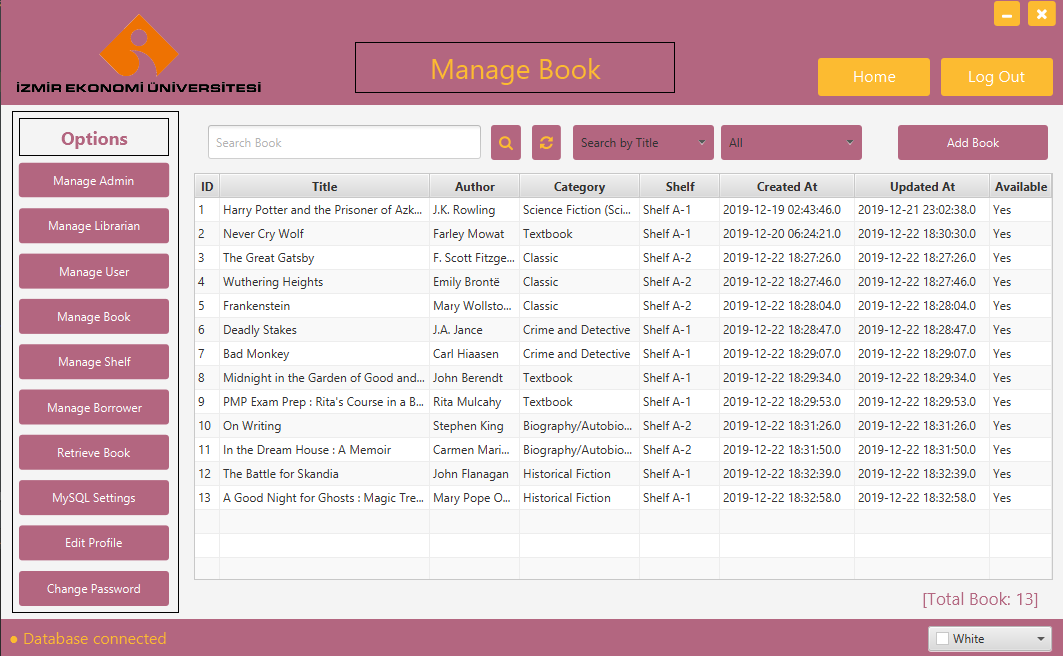 İZMİR EKONOMİ ÜNİVERSİTESİ
Manage Book
Home
Log Out
Options
Manage Admin
Manage Librarian
Manage User
Manage Book
Manage Shelf
Manage Borrower
Retrieve Book
MySQL Settings
Edit Profile
Change Password
Search Book
Search by Title
All
Add Book
ID Title Author Category Shelf Created At Updated At Available
1 Harry Potter and the Prisoner of Azk... J.K. Rowling Science Fiction (Sci... Shelf A-1 2019-12-19 02:43:46.0 2019-12-21 23:02:38.0 Yes
2 Never Cry Wolf Farley Mowat Textbook Shelf A-1 2019-12-20 06:24:21.0 2019-12-22 18:30:30.0 Yes
3 The Great Gatsby F. Scott Fitzge... Classic Shelf A-2 2019-12-22 18:27:26.0 2019-12-22 18:27:26.0 Yes
4 Wuthering Heights Emily Brontë Classic Shelf A-2 2019-12-22 18:27:46.0 2019-12-22 18:27:46.0 Yes
5 Frankenstein Mary Wollsto... Classic Shelf A-2 2019-12-22 18:28:04.0 2019-12-22 18:28:04.0 Yes
6 Deadly Stakes J.A. Jance Crime and Detective Shelf A-1 2019-12-22 18:28:47.0 2019-12-22 18:28:47.0 Yes
7 Bad Monkey Carl Hiaasen Crime and Detective Shelf A-1 2019-12-22 18:29:07.0 2019-12-22 18:29:07.0 Yes
8 Midnight in the Garden of Good and... John Berendt Textbook Shelf A-1 2019-12-22 18:29:34.0 2019-12-22 18:29:34.0 Yes
9 PMP Exam Prep : Rita's Course in a B... Rita Mulcahy Textbook Shelf A-1 2019-12-22 18:29:53.0 2019-12-22 18:29:53.0 Yes
10 On Writing Stephen King Biography/Autobio... Shelf A-2 2019-12-22 18:31:26.0 2019-12-22 18:31:26.0 Yes
11 In the Dream House : A Memoir Carmen Mari... Biography/Autobio... Shelf A-2 2019-12-22 18:31:50.0 2019-12-22 18:31:50.0 Yes
12 The Battle for Skandia John Flanagan Historical Fiction Shelf A-1 2019-12-22 18:32:39.0 2019-12-22 18:32:39.0 Yes
13 A Good Night for Ghosts : Magic Tre... Mary Pope O... Historical Fiction Shelf A-1 2019-12-22 18:32:58.0 2019-12-22 18:32:58.0 Yes
[Total Book: 13]
Database connected
White